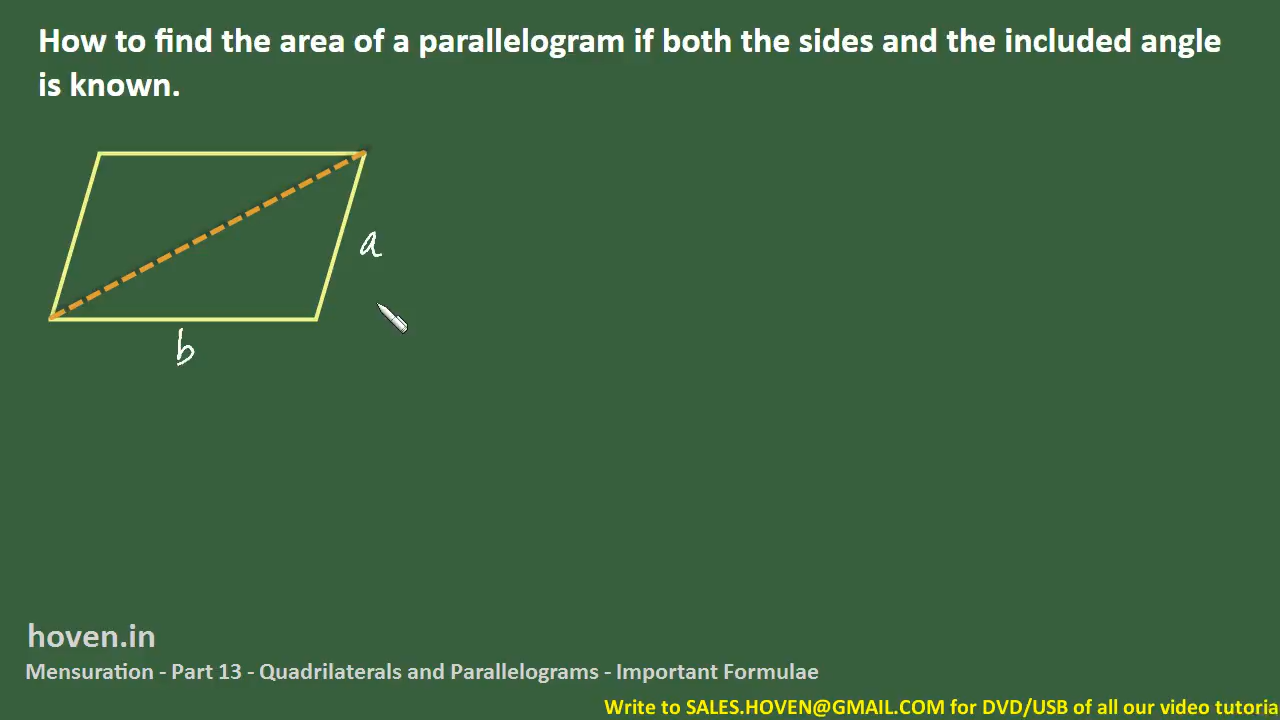 How to find the area of a parallelogram if both the sides and the included angle
is known.
a
b
hoven.in
Mensuration - Part 13 - Quadrilaterals and Parallelograms - Important Formulae
Write to SALES.HOVEN@GMAIL.COM for DVD/USB of all our video tutoria